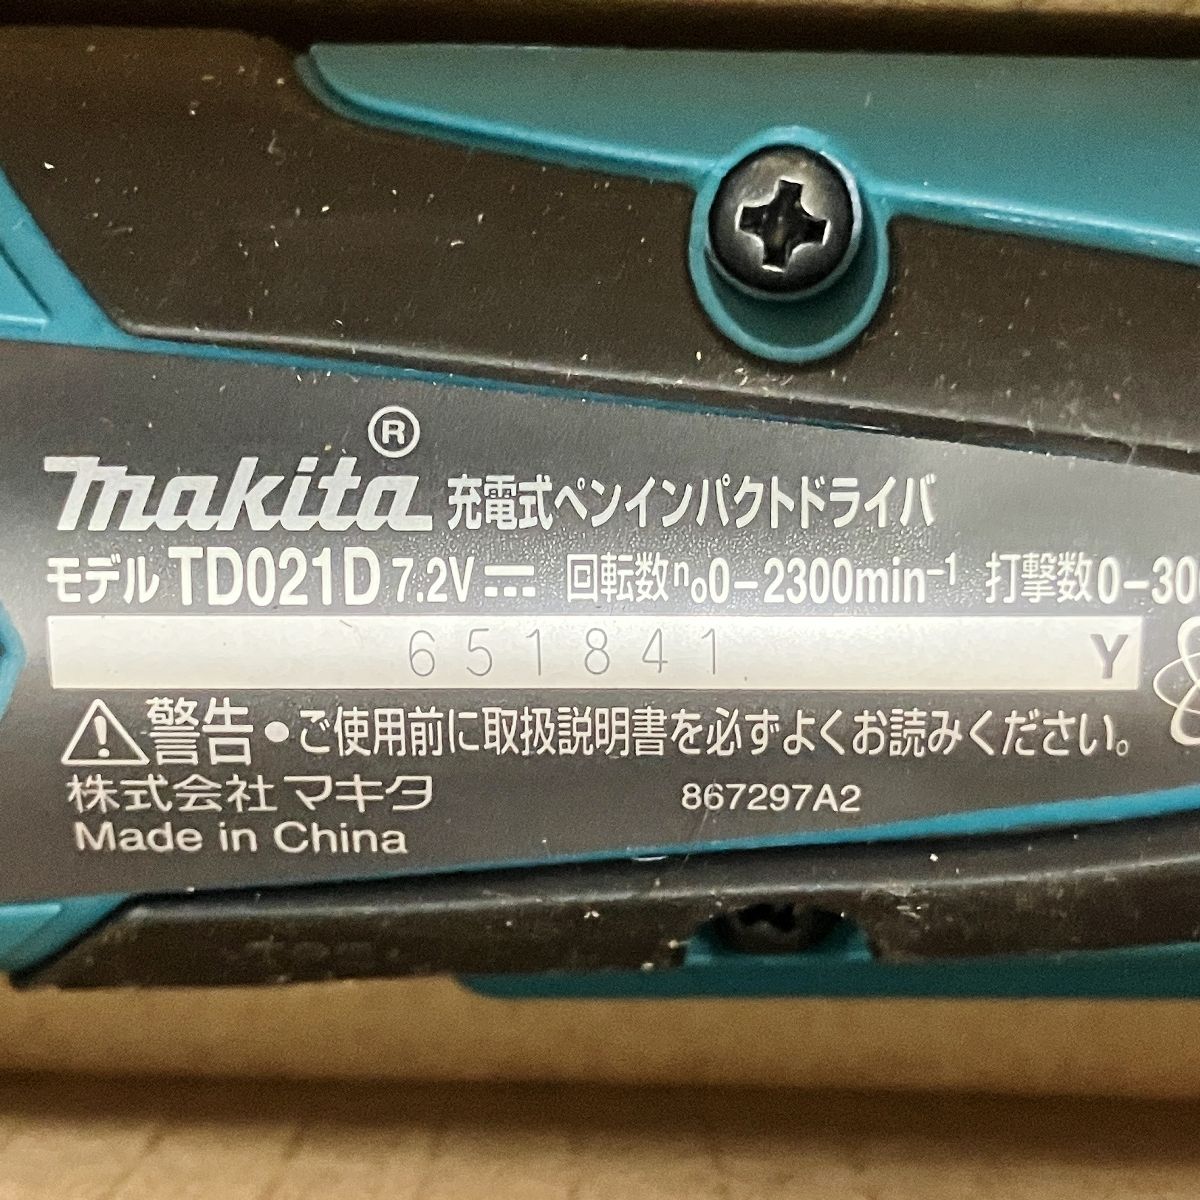 makita® 充電式ペンインパクトドライバ
モデル TD021D 7.2V⎓ 回転数n₀0-2300min⁻¹ 打撃数0-30
651841 Y
⚠警告 ●ご使用前に取扱説明書を必ずよくお読みください。
株式会社マキタ 867297A2
Made in China